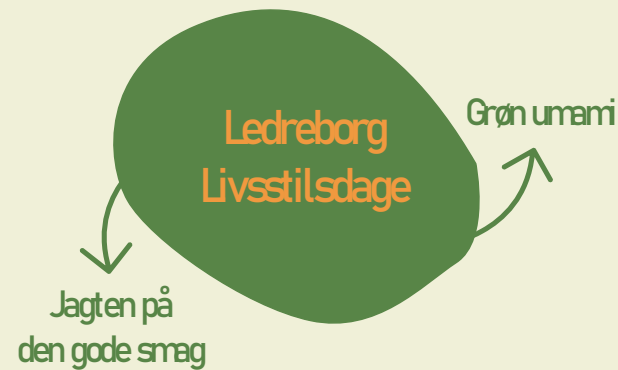 Ledreborg
Livsstilsdage
Grøn umami
Jagten på
den gode smag